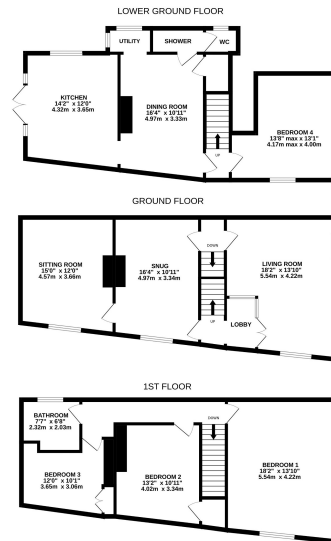 LOWER GROUND FLOOR
UTILITY
SHOWER
WC
KITCHEN
14'2" x 12'0"
4.32m x 3.65m
DINING ROOM
16'4" x 10'11"
4.97m x 3.33m
BEDROOM 4
13'8" max x 13'1"
4.17m max x 4.00m
UP
GROUND FLOOR
SITTING ROOM
15'0" x 12'0"
4.57m x 3.66m
SNUG
16'4" x 10'11"
4.97m x 3.34m
DOWN
LIVING ROOM
18'2" x 13'10"
5.54m x 4.22m
UP
LOBBY
1ST FLOOR
BATHROOM
7'7" x 6'8"
2.32m x 2.03m
DOWN
BEDROOM 3
12'0" x 10'1"
3.65m x 3.06m
BEDROOM 2
13'2" x 10'11"
4.02m x 3.34m
BEDROOM 1
18'2" x 13'10"
5.54m x 4.22m